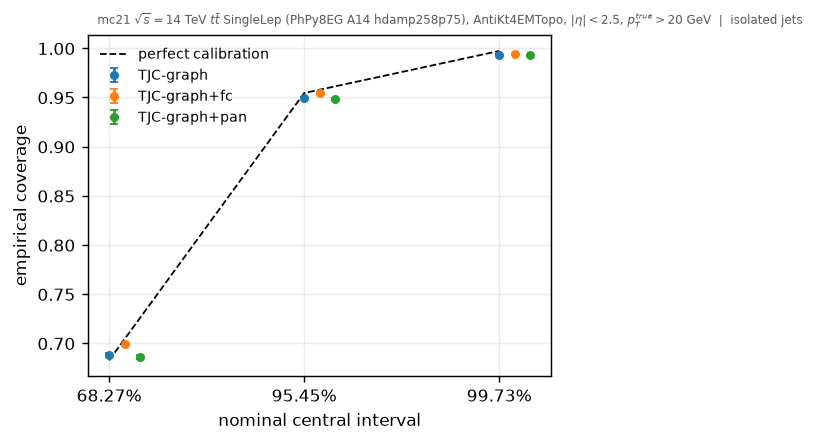 mc21 √s = 14 TeV tt̄ SingleLep (PhPy8EG A14 hdamp258p75), AntiKt4EMTopo, |η| < 2.5, p_T^true > 20 GeV | isolated jets
1.00
0.95
0.90
0.85
0.80
0.75
0.70
empirical coverage
perfect calibration
TJC-graph
TJC-graph+fc
TJC-graph+pan
68.27% 95.45% 99.73%
nominal central interval